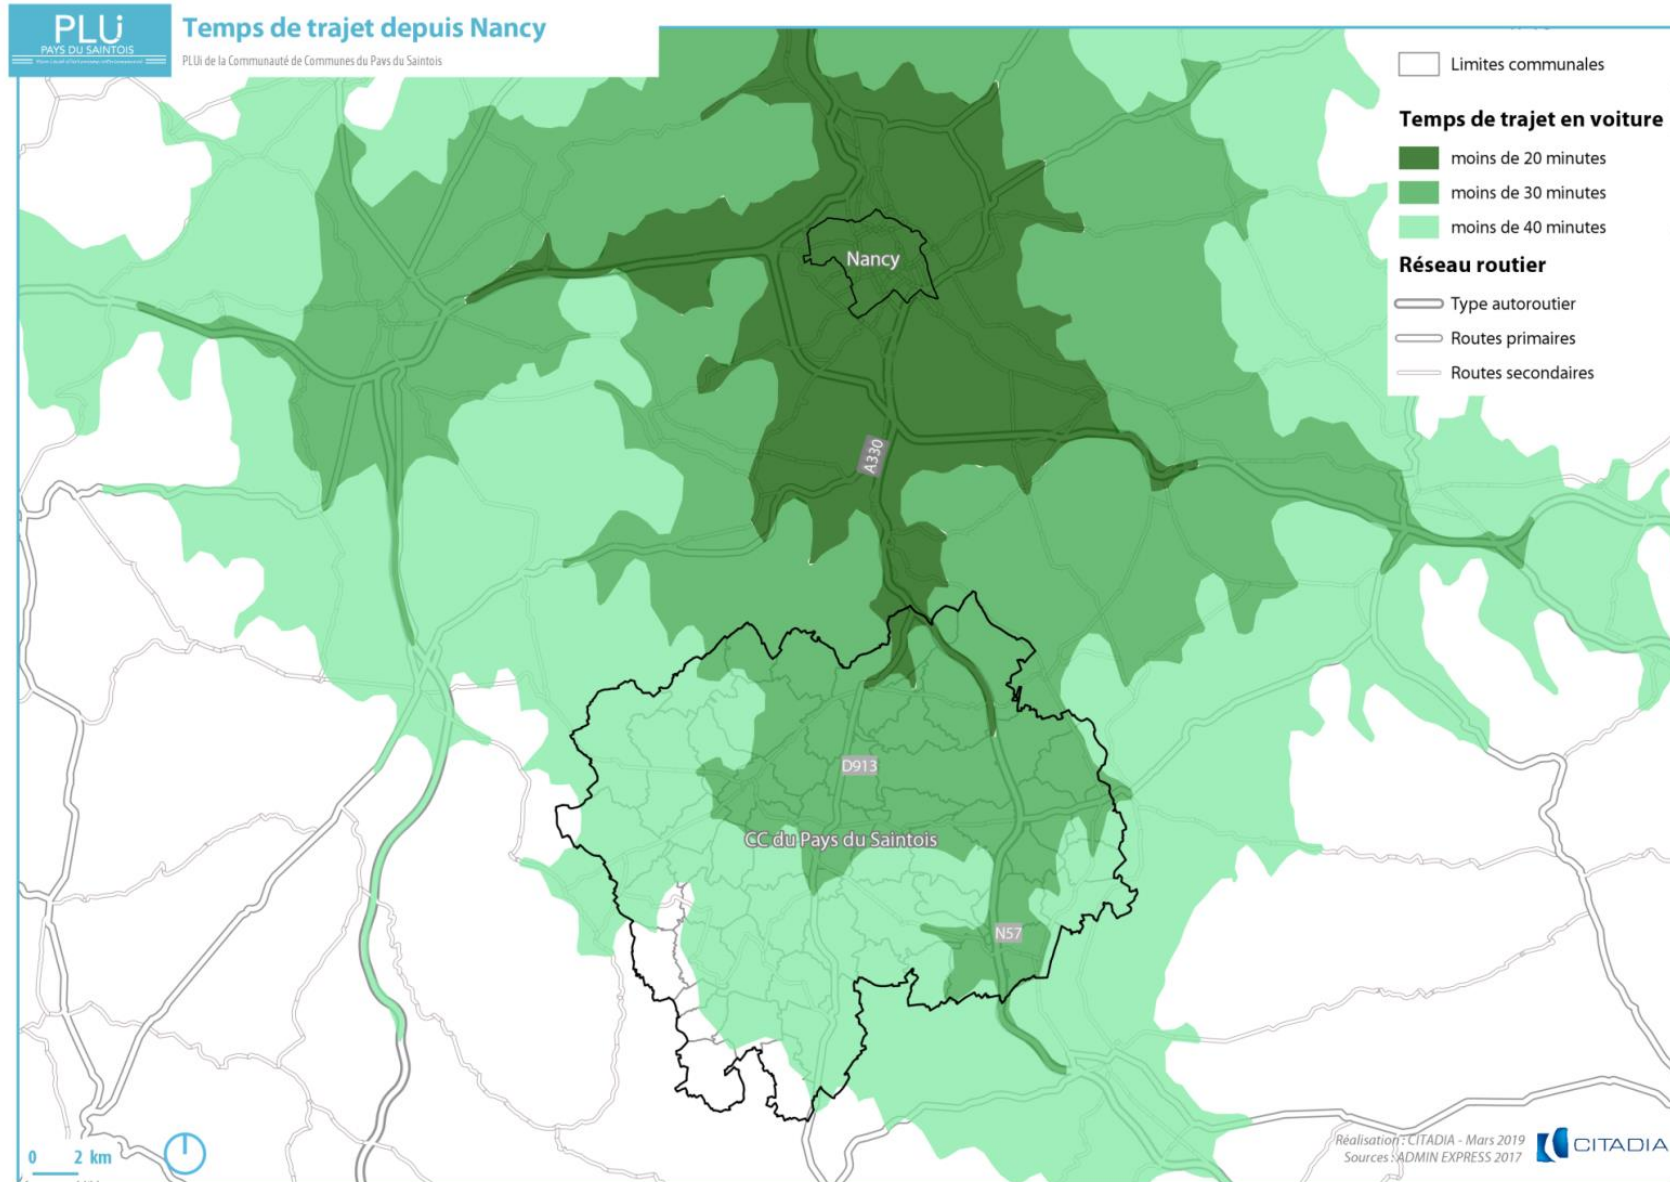 PLUi
PAYS DU SAINTOIS
Temps de trajet depuis Nancy
PLUi de la Communauté de Communes du Pays du Saintois
Limites communales
Temps de trajet en voiture
moins de 20 minutes
moins de 30 minutes
moins de 40 minutes
Réseau routier
Type autoroutier
Routes primaires
Routes secondaires
Nancy
A330
D913
CC du Pays du Saintois
N57
0 2 km
Réalisation : CITADIA - Mars 2019
Sources : ADMIN EXPRESS 2017
CITADIA